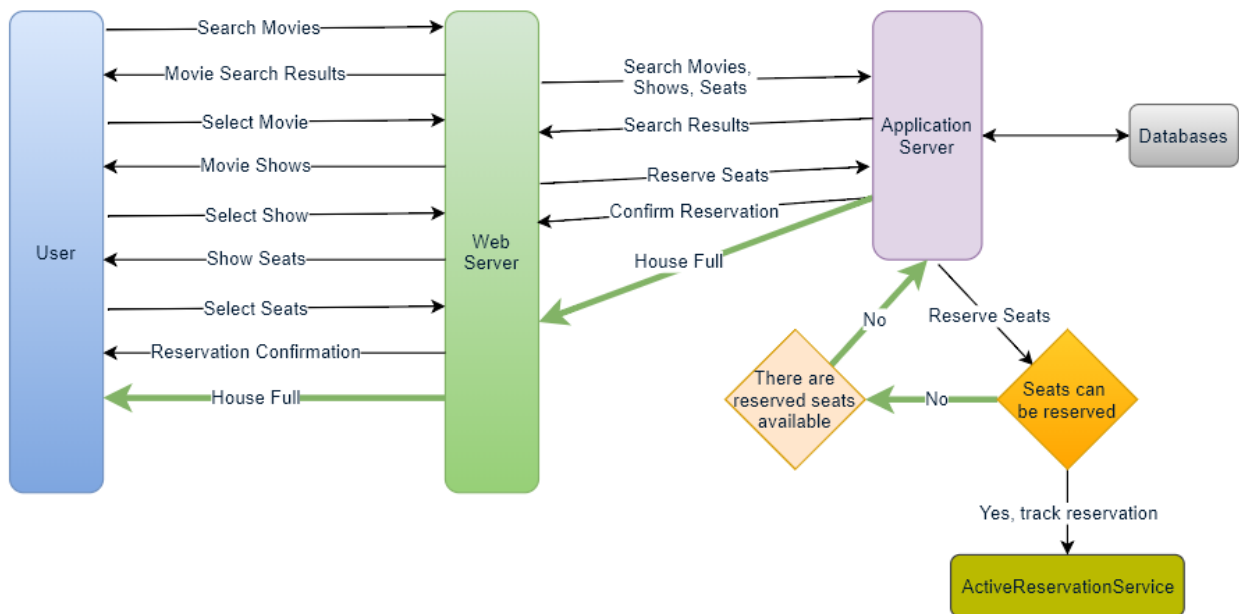 Search Movies
Movie Search Results
Select Movie
Movie Shows
Select Show
Show Seats
Select Seats
Reservation Confirmation
House Full
User
Web
Server
Search Movies,
Shows, Seats
Search Results
Reserve Seats
Confirm Reservation
House Full
Application
Server
Databases
No
Reserve Seats
There are
reserved seats
available
No
Seats can
be reserved
Yes, track reservation
ActiveReservationService